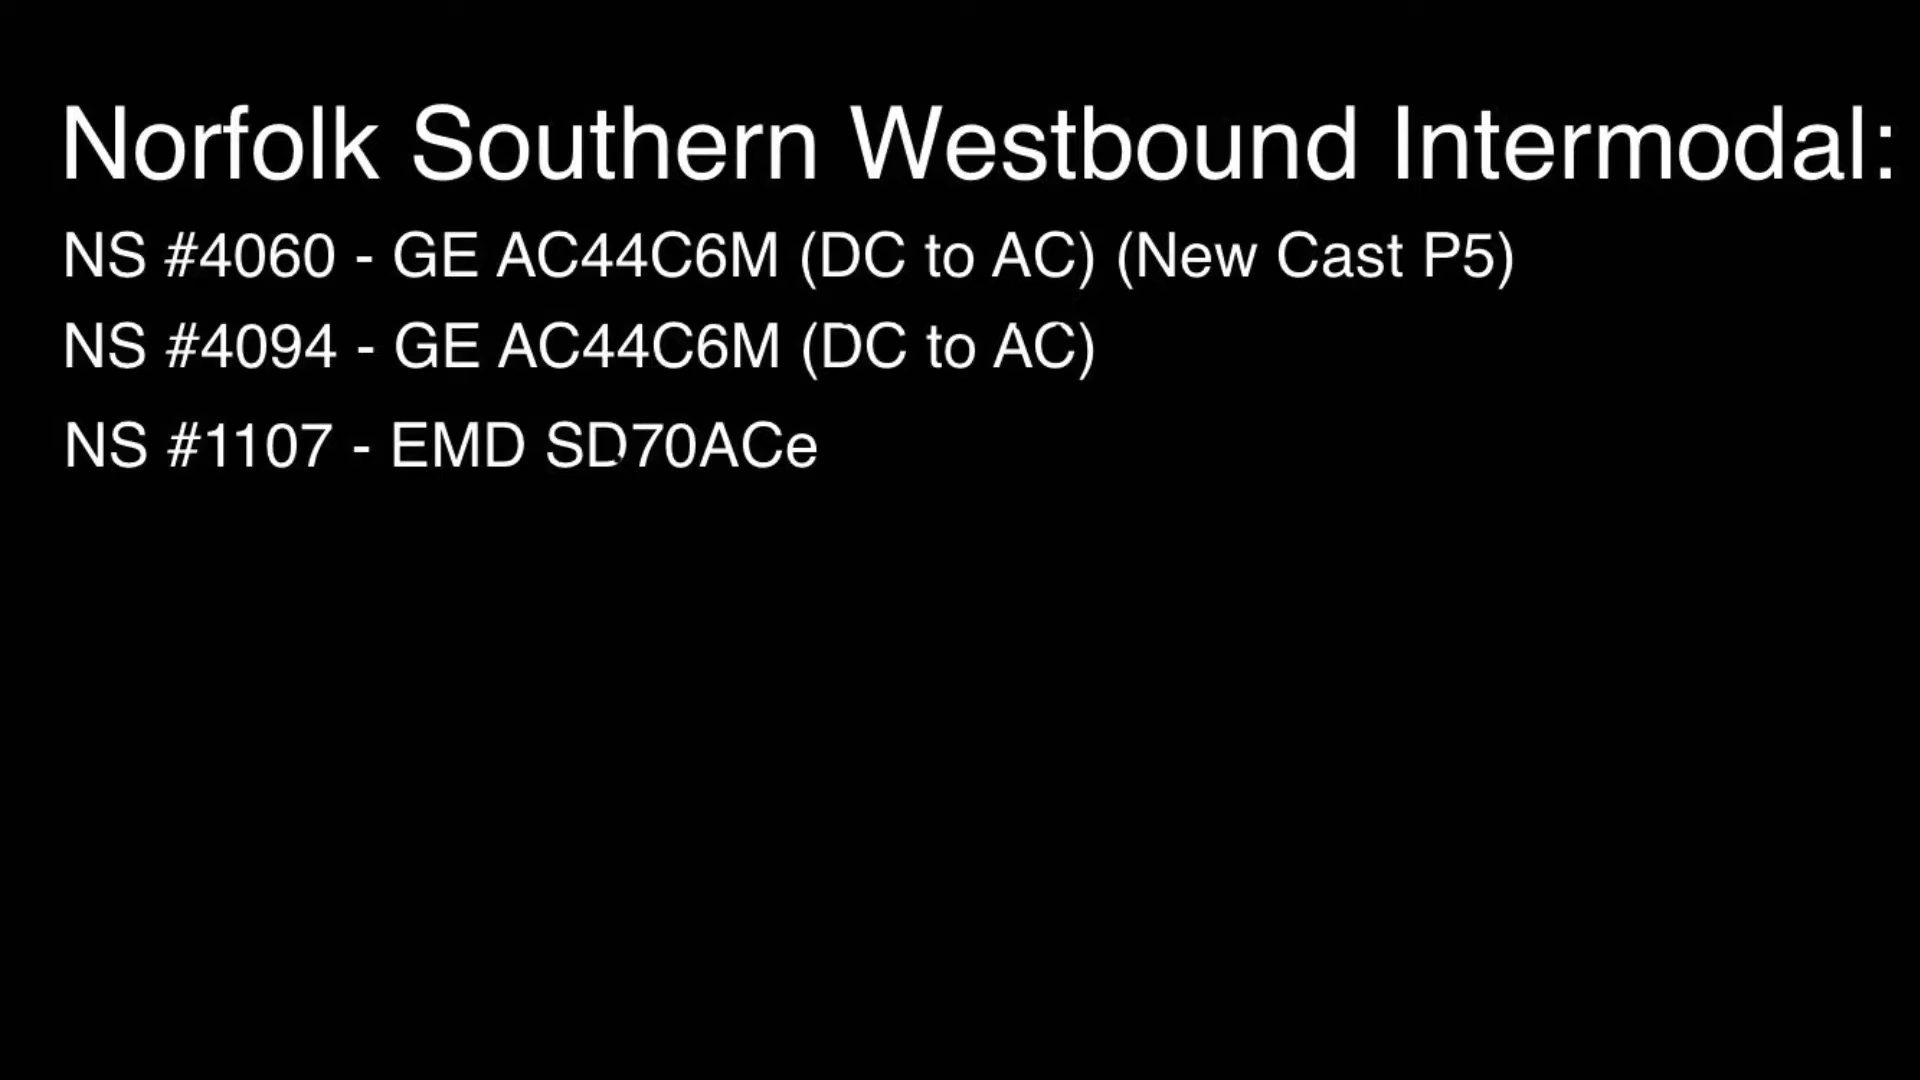 Norfolk Southern Westbound Intermodal:
NS #4060 - GE AC44C6M (DC to AC) (New Cast P5)
NS #4094 - GE AC44C6M (DC to AC)
NS #1107 - EMD SD70ACe